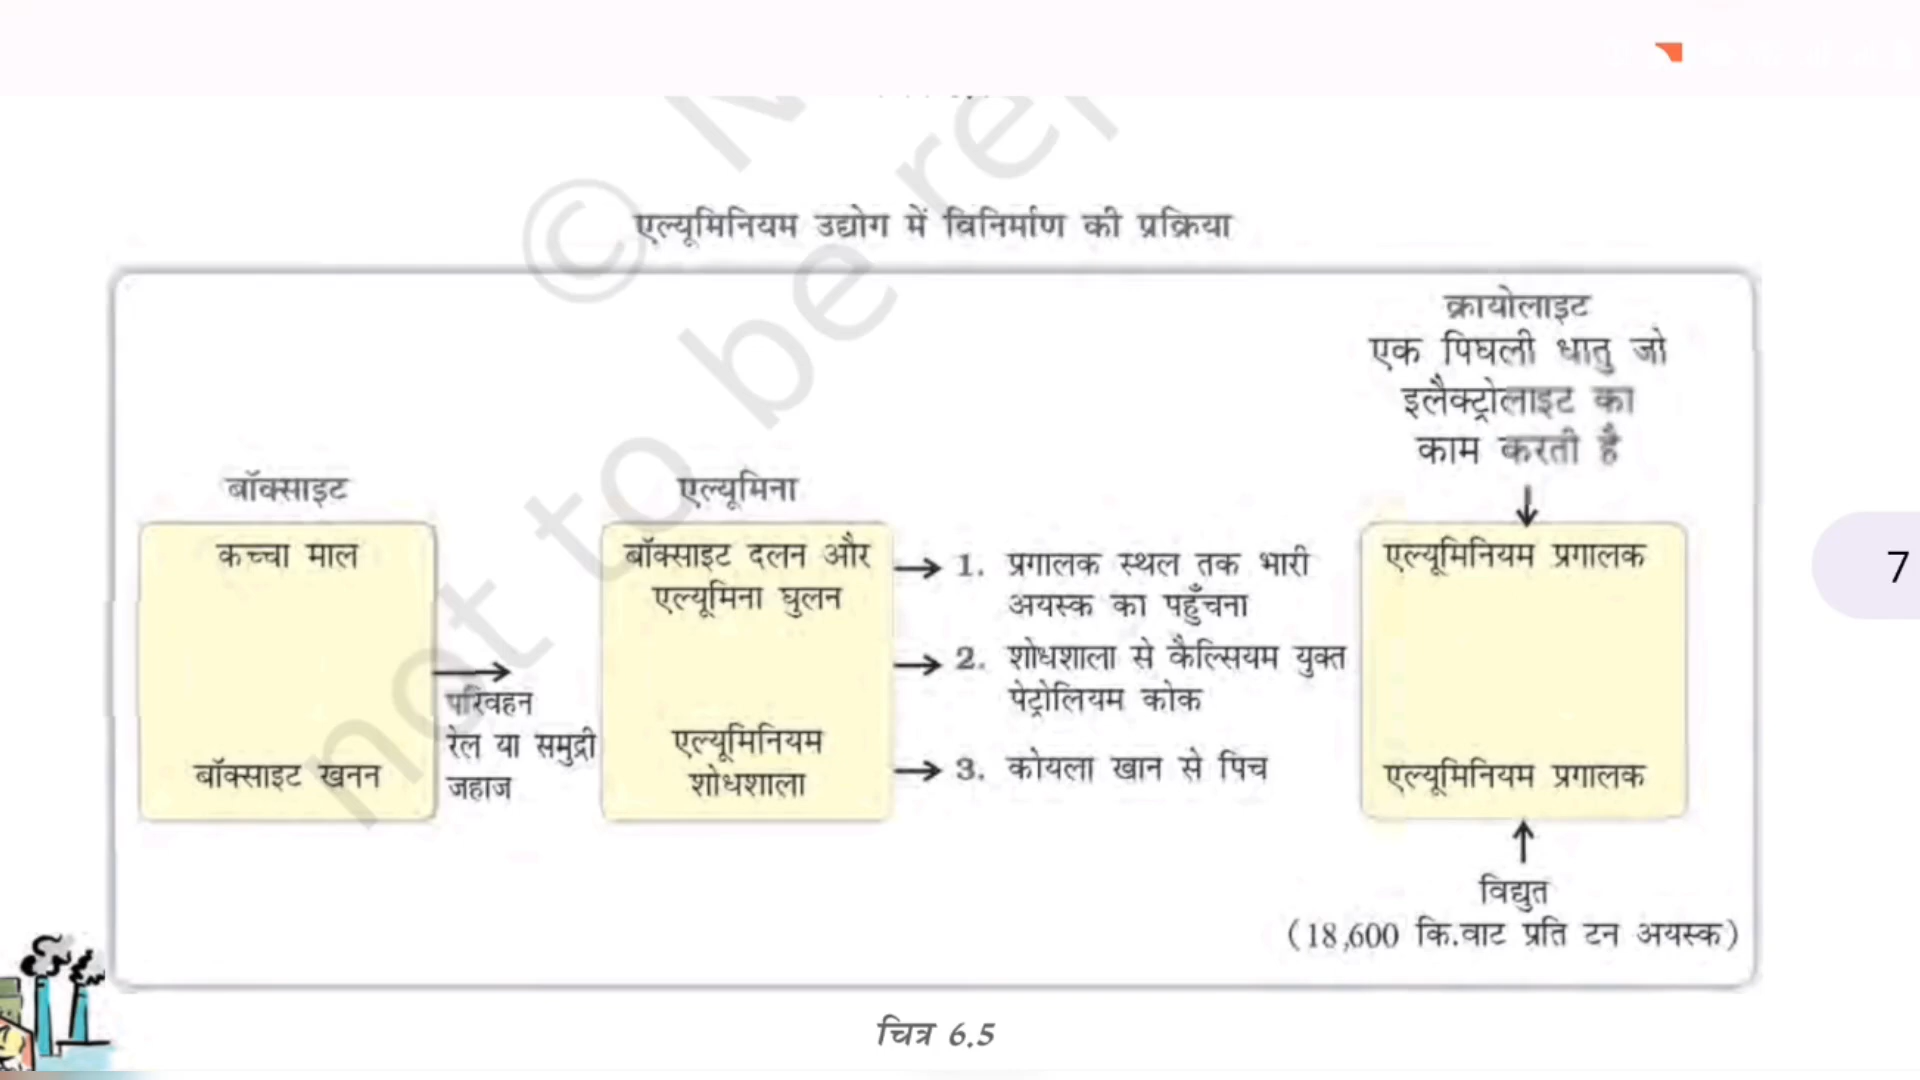 एल्यूमिनियम उद्योग में विनिर्माण की प्रक्रिया
क्रायोलाइट
एक पिघली धातु जो
इलैक्ट्रोलाइट का
काम करती है
बॉक्साइट
एल्यूमिना
कच्चा माल
बॉक्साइट खनन
परिवहन
रेल या समुद्री
जहाज
बॉक्साइट दलन और
एल्यूमिना घुलन
एल्यूमिनियम
शोधशाला
1. प्रगालक स्थल तक भारी
अयस्क का पहुँचना
2. शोधशाला से कैल्सियम युक्त
पेट्रोलियम कोक
3. कोयला खान से पिच
एल्यूमिनियम प्रगालक
एल्यूमिनियम प्रगालक
विद्युत
(18,600 कि.वाट प्रति टन अयस्क)
चित्र 6.5
7
©
not to be